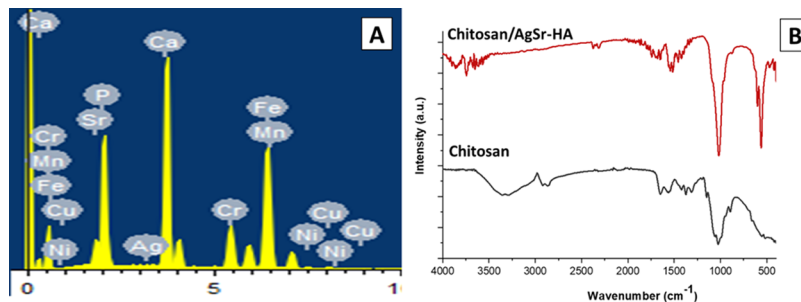 A
Ca
Ca
P
Sr
Fe
Mn
Cr
Mn
Fe
Cu
Ni
Ag
Cr
Cu
Ni
Cu
Ni
0
5
1
B
Chitosan/AgSr-HA
Chitosan
Intensity (a.u.)
4000 3500 3000 2500 2000 1500 1000 500
Wavenumber (cm⁻¹)